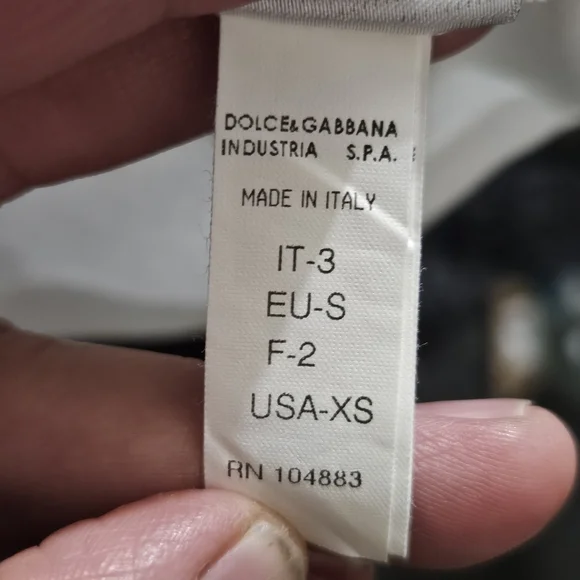 DOLCE&GABBANA
INDUSTRIA S.P.A.
MADE IN ITALY
IT-3
EU-S
F-2
USA-XS
RN 104883